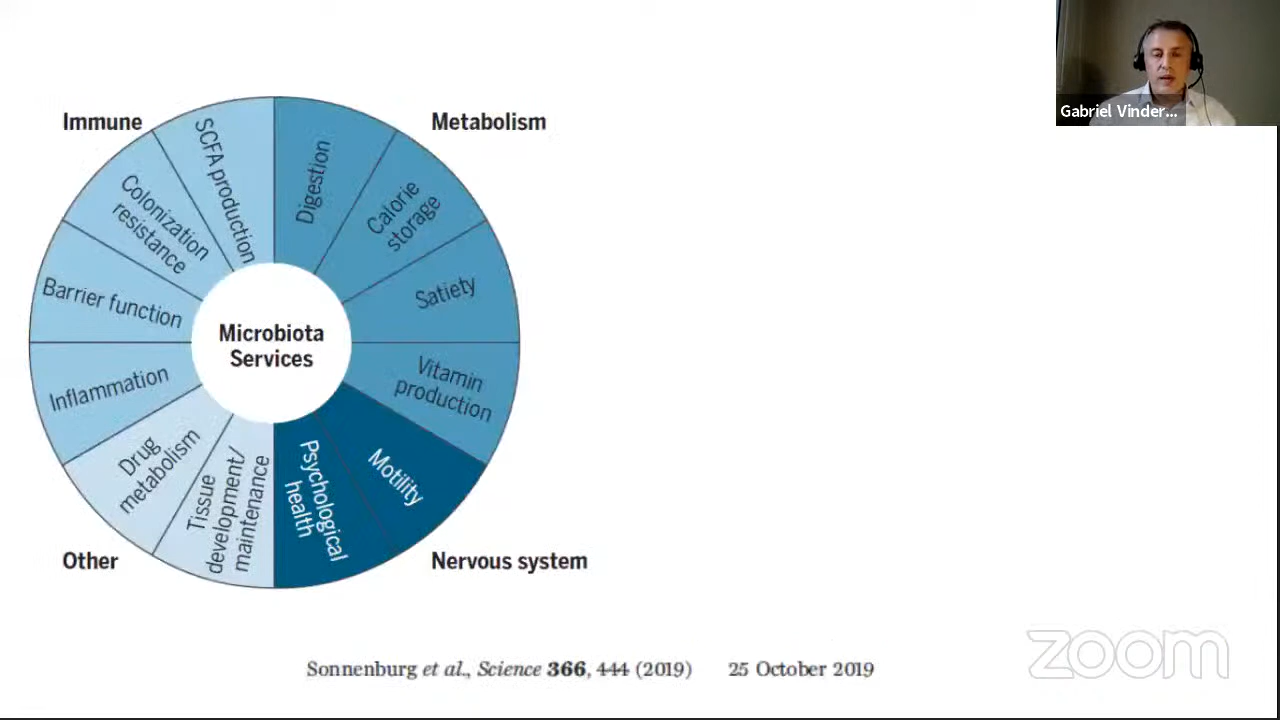 Immune
Metabolism
SCFA production
Digestion
Colonization
resistance
Calorie
storage
Barrier function
Satiety
Microbiota
Services
Inflammation
Vitamin
production
Drug
metabolism
Tissue
development/
maintenance
Psychological
health
Motility
Other
Nervous system
Sonnenburg et al., Science 366, 444 (2019) 25 October 2019
Gabriel Vinder...
zoom